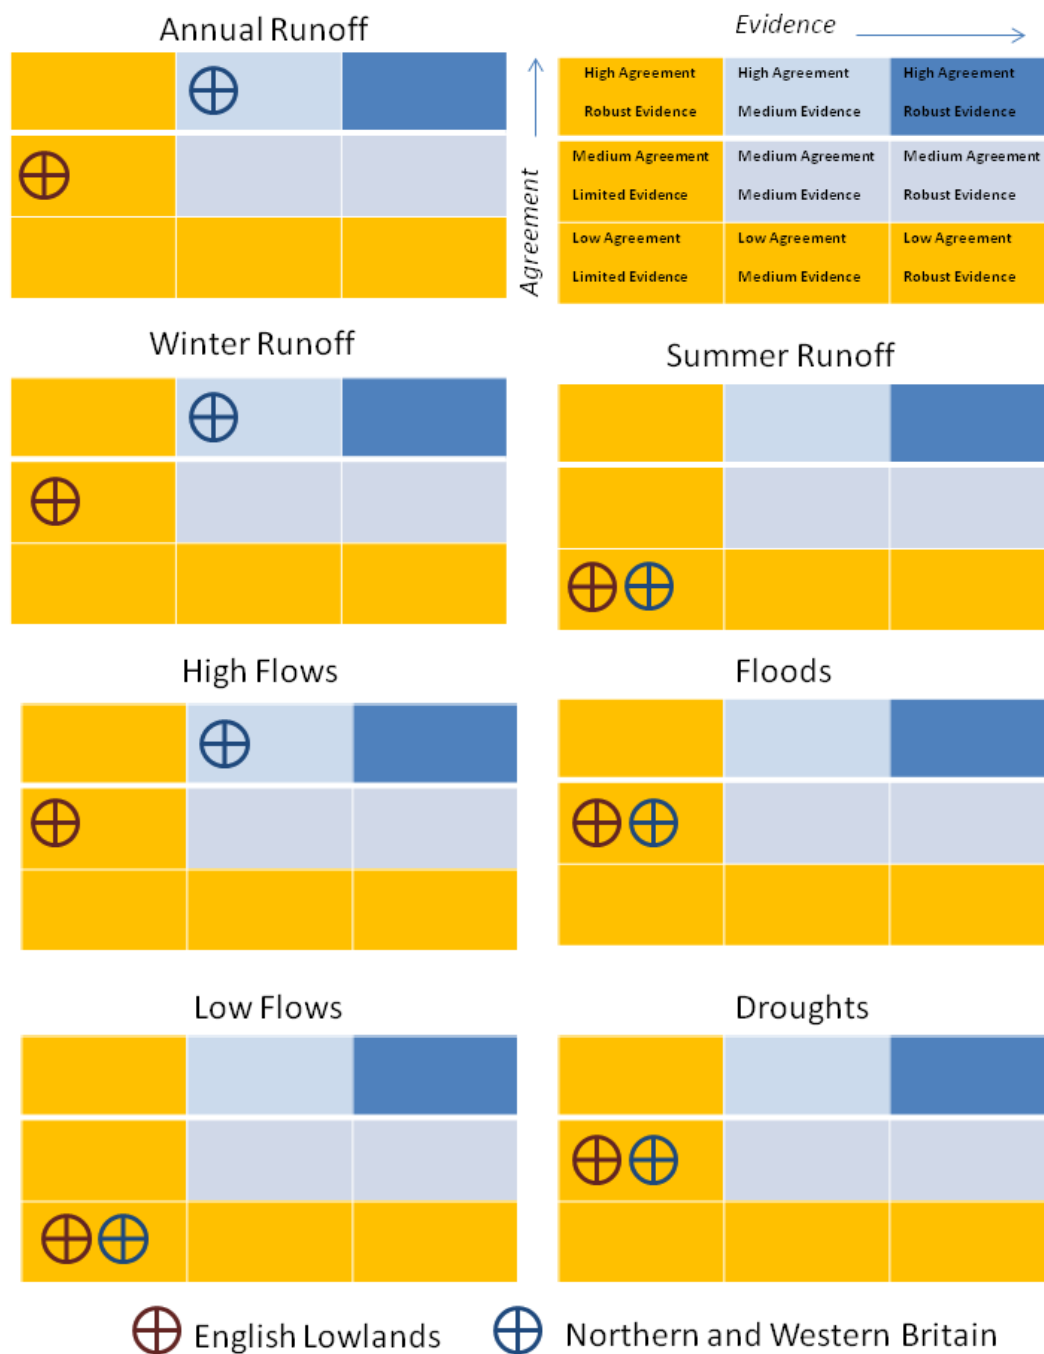 Annual Runoff
Evidence
Agreement
High Agreement
Robust Evidence
High Agreement
Medium Evidence
High Agreement
Robust Evidence
Medium Agreement
Limited Evidence
Medium Agreement
Medium Evidence
Medium Agreement
Robust Evidence
Low Agreement
Limited Evidence
Low Agreement
Medium Evidence
Low Agreement
Robust Evidence
Winter Runoff
Summer Runoff
High Flows
Floods
Low Flows
Droughts
English Lowlands
Northern and Western Britain